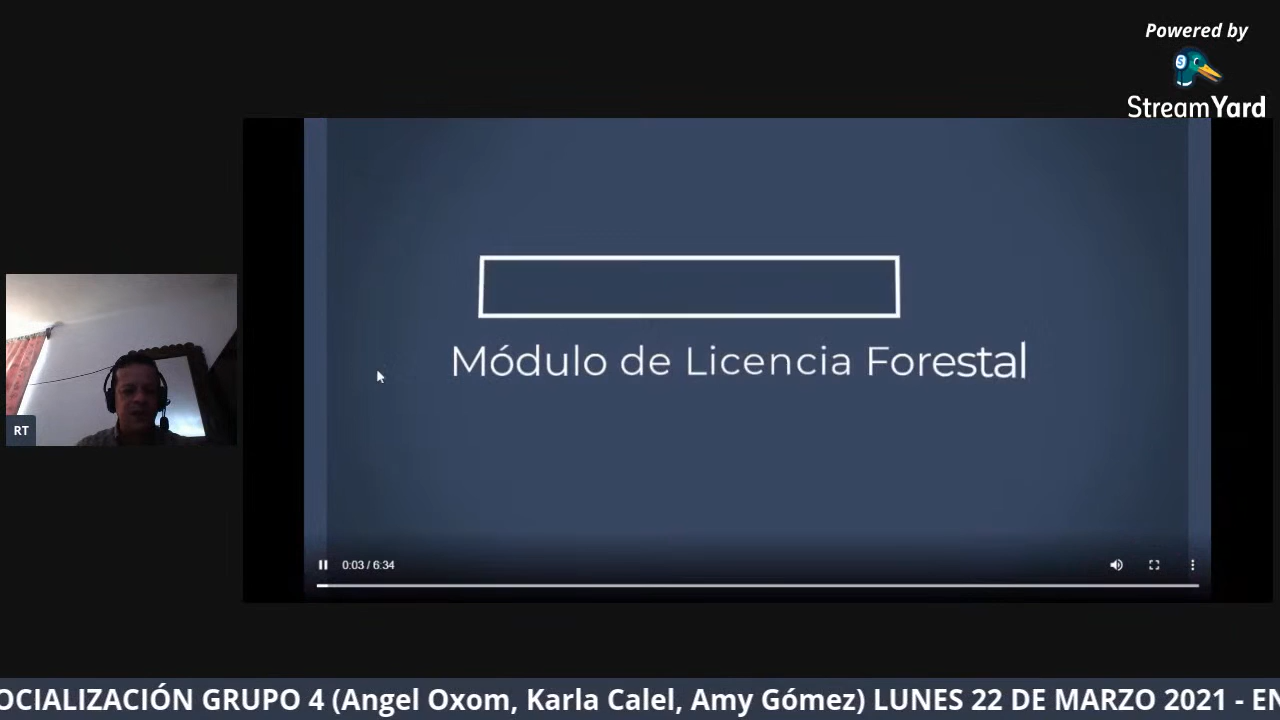 Powered by
StreamYard
Módulo de Licencia Forestal
RT
0:03 / 6:34
OCIALIZACIÓN GRUPO 4 (Angel Oxom, Karla Calel, Amy Gómez) LUNES 22 DE MARZO 2021 - EN